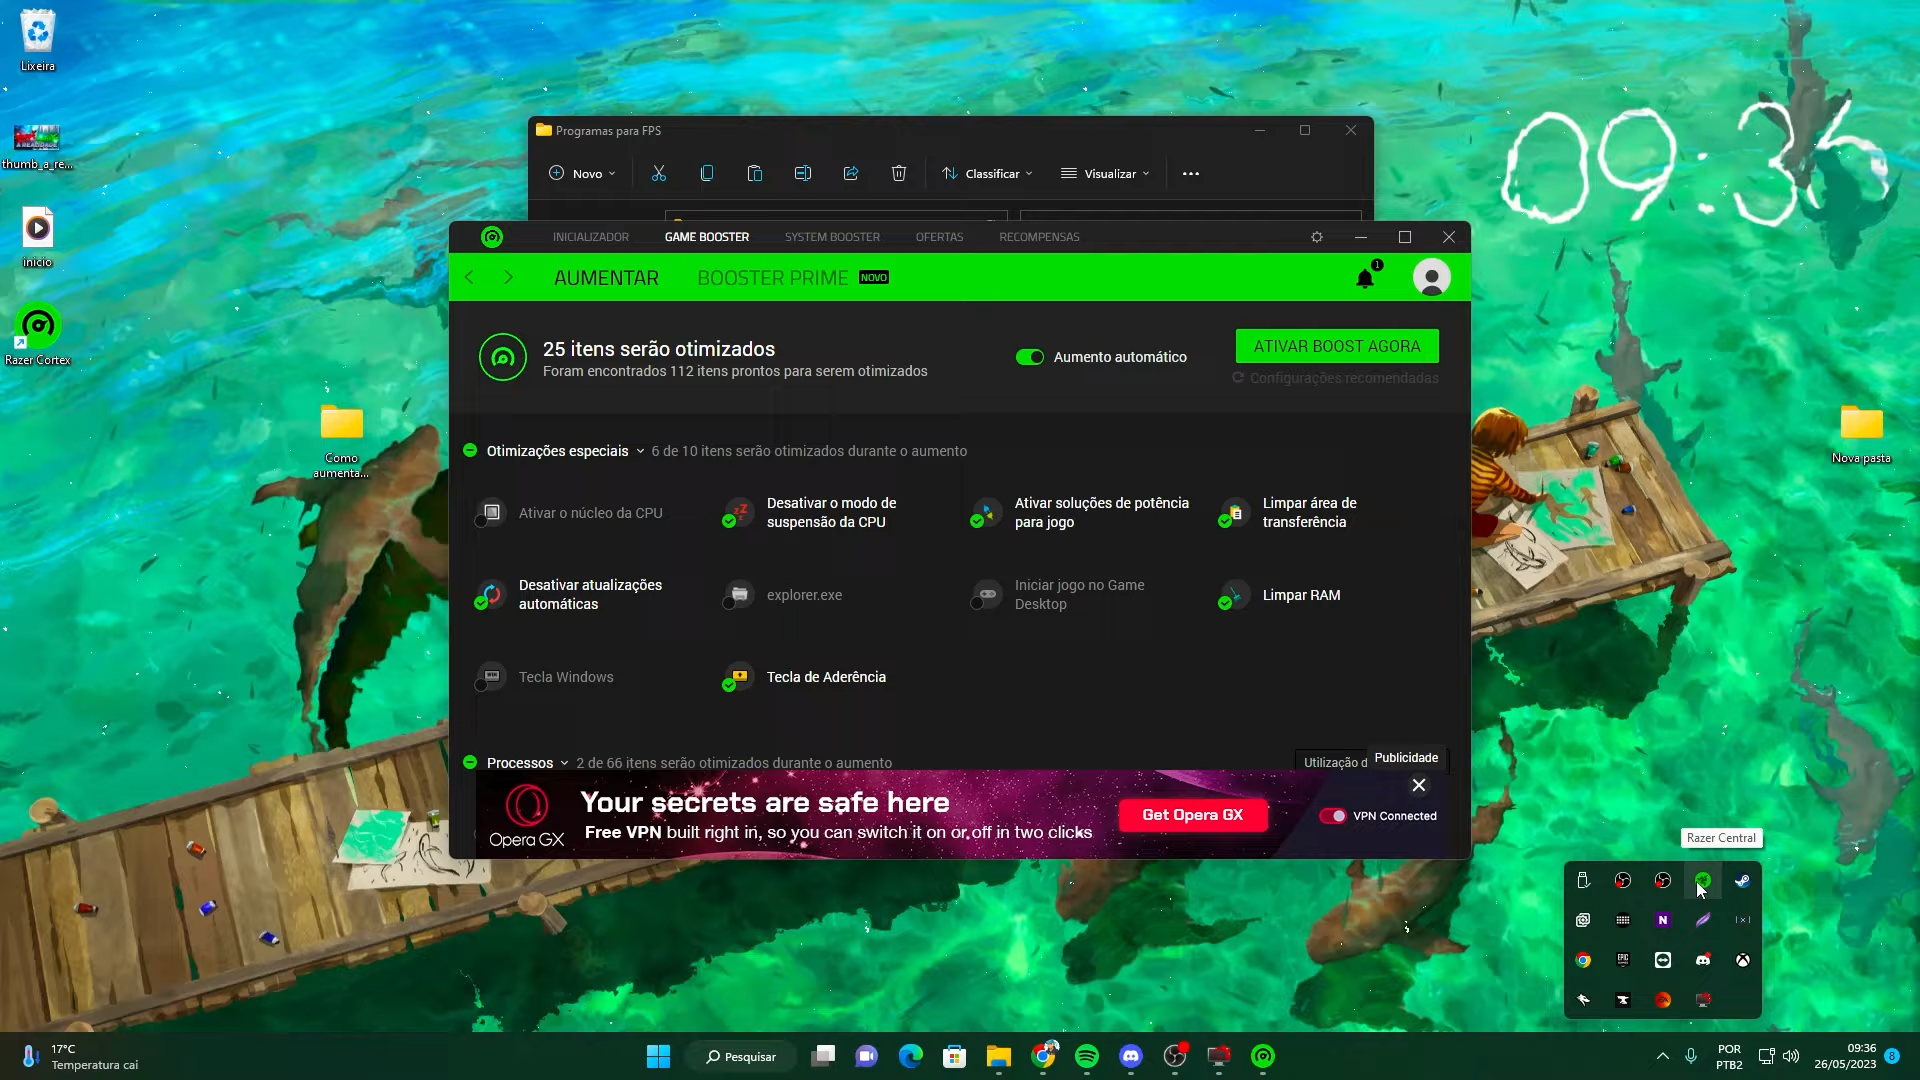 Lixeira
thumb_a_re...
inicio
Razer Cortex
Como
aumenta...
Nova pasta
09:36
Programas para FPS
Novo
Classificar
Visualizar
INICIALIZADOR
GAME BOOSTER
SYSTEM BOOSTER
OFERTAS
RECOMPENSAS
AUMENTAR
BOOSTER PRIME
NOVO
1
25 itens serão otimizados
Foram encontrados 112 itens prontos para serem otimizados
Aumento automático
ATIVAR BOOST AGORA
Configurações recomendadas
Otimizações especiais
6 de 10 itens serão otimizados durante o aumento
Ativar o núcleo da CPU
Desativar o modo de
suspensão da CPU
Ativar soluções de potência
para jogo
Limpar área de
transferência
Desativar atualizações
automáticas
explorer.exe
Iniciar jogo no Game
Desktop
Limpar RAM
Tecla Windows
Tecla de Aderência
Processos
2 de 66 itens serão otimizados durante o aumento
Utilização d
Publicidade
Opera GX
Your secrets are safe here
Free VPN built right in, so you can switch it on or off in two clicks
Get Opera GX
VPN Connected
Razer Central
N
EPIC
17°C
Temperatura cai
Pesquisar
POR
PTB2
09:36
26/05/2023
8